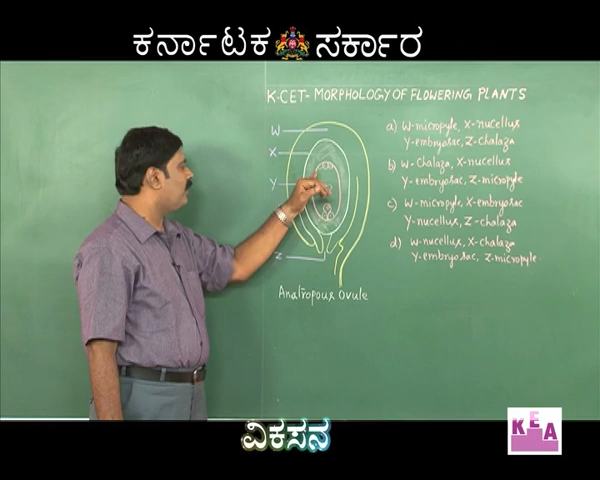 ಕರ್ನಾಟಕ ಸರ್ಕಾರ
K-CET- MORPHOLOGY OF FLOWERING PLANTS
W
X
Y
Z
Anatropous Ovule
a) W-micropyle, X-nucellus
Y-embryosac, Z-chalaza
b) W-chalaza, X-nucellus
Y-embryosac, Z-micropyle
c) W-micropyle, X-embryosac
Y-nucellus, Z-chalaza
d) W-nucellus, X-chalaza
Y-embryosac, Z-micropyle.
ವಿಕಸನ
KEA